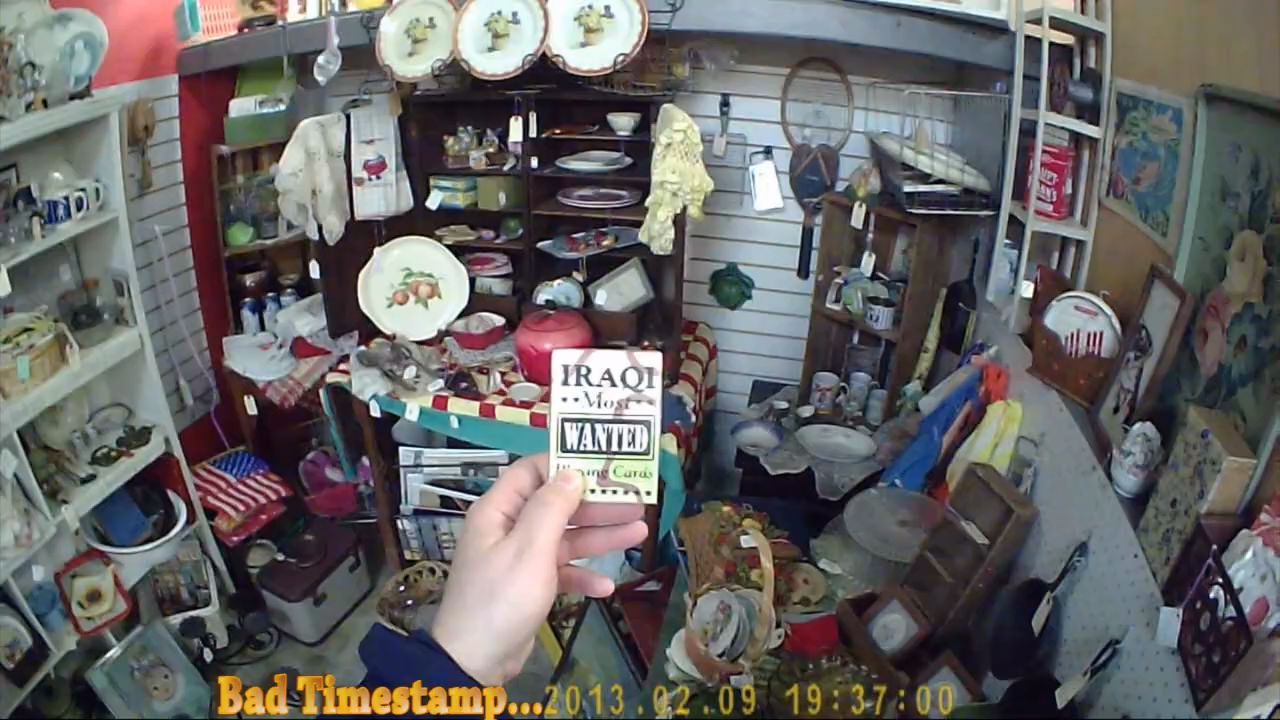 IRAQI
Most
WANTED
Playing Cards
Bad Timestamp...2013.02.09 19:37:00